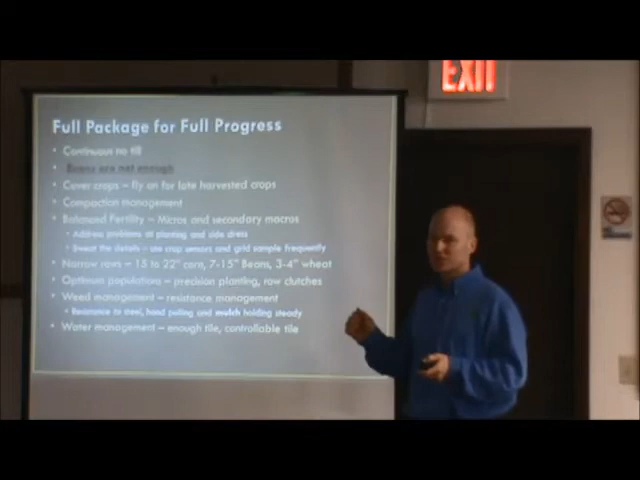 EXIT
Full Package for Full Progress
• Continuous no till
• Beans are not enough
• Cover crops – fly on for late harvested crops
• Compaction management
• Balanced Fertility – Micros and secondary macros
• Address problems at planting and side dress
• Sweat the details – use crop sensors and grid sample frequently
• Narrow rows – 15 to 22" corn, 7-15" Beans, 3-4" wheat
• Optimum populations – precision planting, row clutches
• Weed management – resistance management
• Resistance to steel, hand pulling and mulch holding steady
• Water management – enough tile, controllable tile